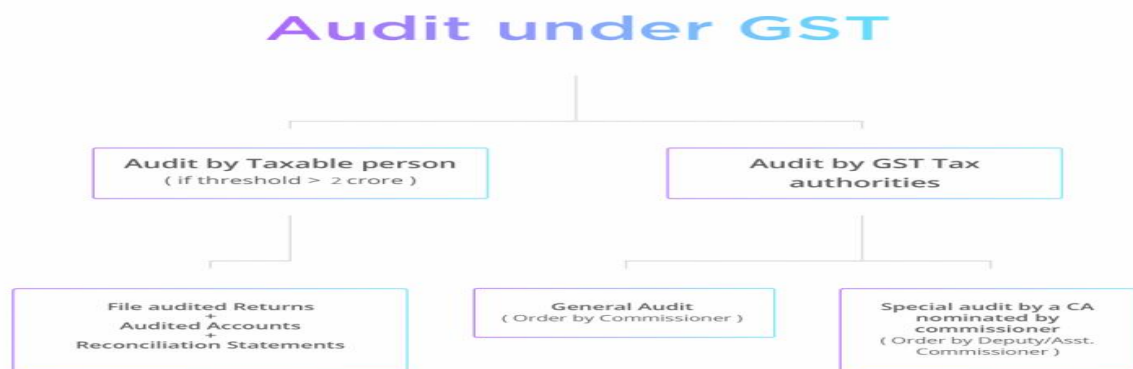 Audit under GST
Audit by Taxable person
( if threshold > 2 crore )
Audit by GST Tax
authorities
File audited Returns
+
Audited Accounts
+
Reconciliation Statements
General Audit
( Order by Commissioner )
Special audit by a CA
nominated by
commissioner
( Order by Deputy/Asst.
Commissioner )